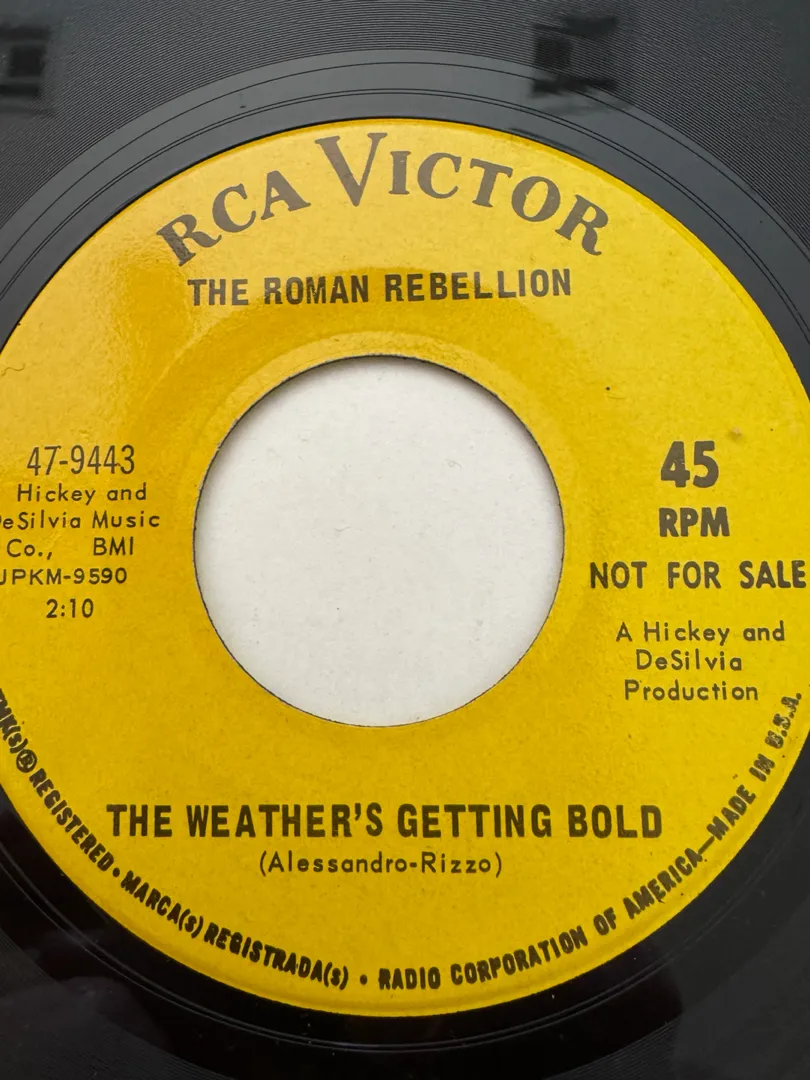 RCA VICTOR
THE ROMAN REBELLION
47-9443
Hickey and
DeSilvia Music
Co., BMI
UPKM-9590
2:10
45
RPM
NOT FOR SALE
A Hickey and
DeSilvia
Production
THE WEATHER'S GETTING BOLD
(Alessandro-Rizzo)
TMK(s) ® REGISTERED • MARCA(s) REGISTRADA(s) • RADIO CORPORATION OF AMERICA—MADE IN U.S.A.